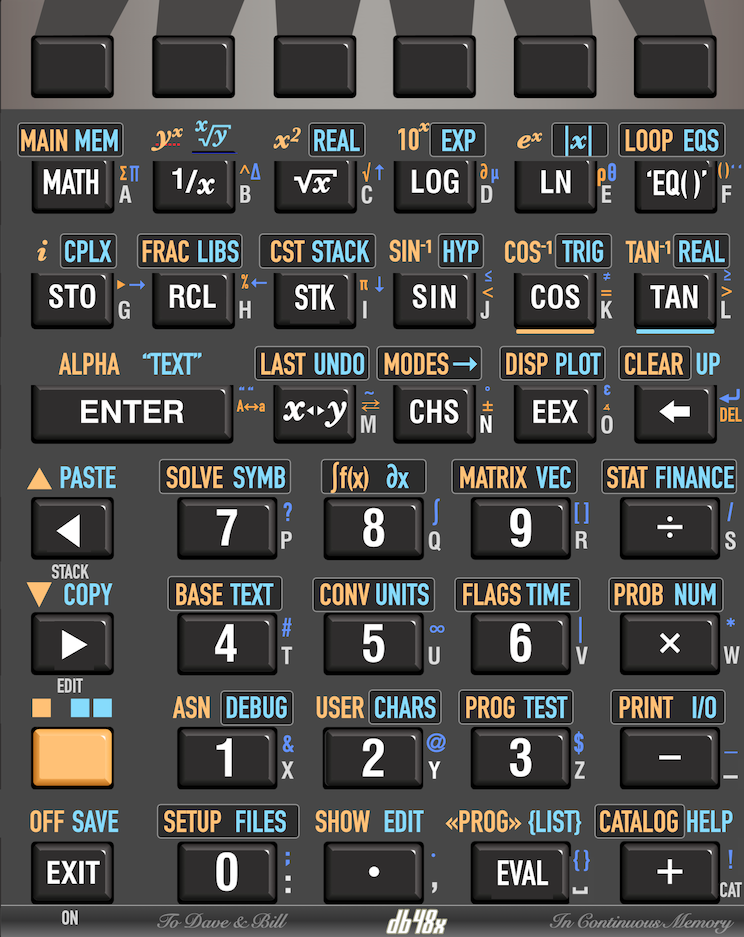 MAIN MEM yˣ ˣ√y x² REAL 10ˣ EXP eˣ |x| LOOP EQS
MATH Σ∏ A 1/x ^Δ B √x √↑ C LOG ∂µ D LN ρθ E ‘EQ()’ ()‧‧ F
i CPLX FRAC LIBS CST STACK SIN⁻¹ HYP COS⁻¹ TRIG TAN⁻¹ REAL
STO ▸→ G RCL %← H STK π↓ I SIN ≤ < J COS ≠ = K TAN ≥ > L
ALPHA “TEXT” LAST UNDO MODES→ DISP PLOT CLEAR UP
ENTER "" A↔a x◂▸y ~ ⇄ M CHS ° ± N EEX ε ∡ O ← ↵ DEL
▲ PASTE SOLVE SYMB ∫f(x) ∂x MATRIX VEC STAT FINANCE
◀ 7 ? P 8 ∫ Q 9 [] R ÷ / S
STACK
▼ COPY BASE TEXT CONV UNITS FLAGS TIME PROB NUM
▶ 4 # T 5 ∞ U 6 | V × * W
EDIT
ASN DEBUG USER CHARS PROG TEST PRINT I/O
1 & X 2 @ Y 3 $ Z − _ –
OFF SAVE SETUP FILES SHOW EDIT «PROG» {LIST} CATALOG HELP
EXIT 0 ; : · . , EVAL {} ␣ + ! CAT
ON To Dave & Bill db48x In Continuous Memory